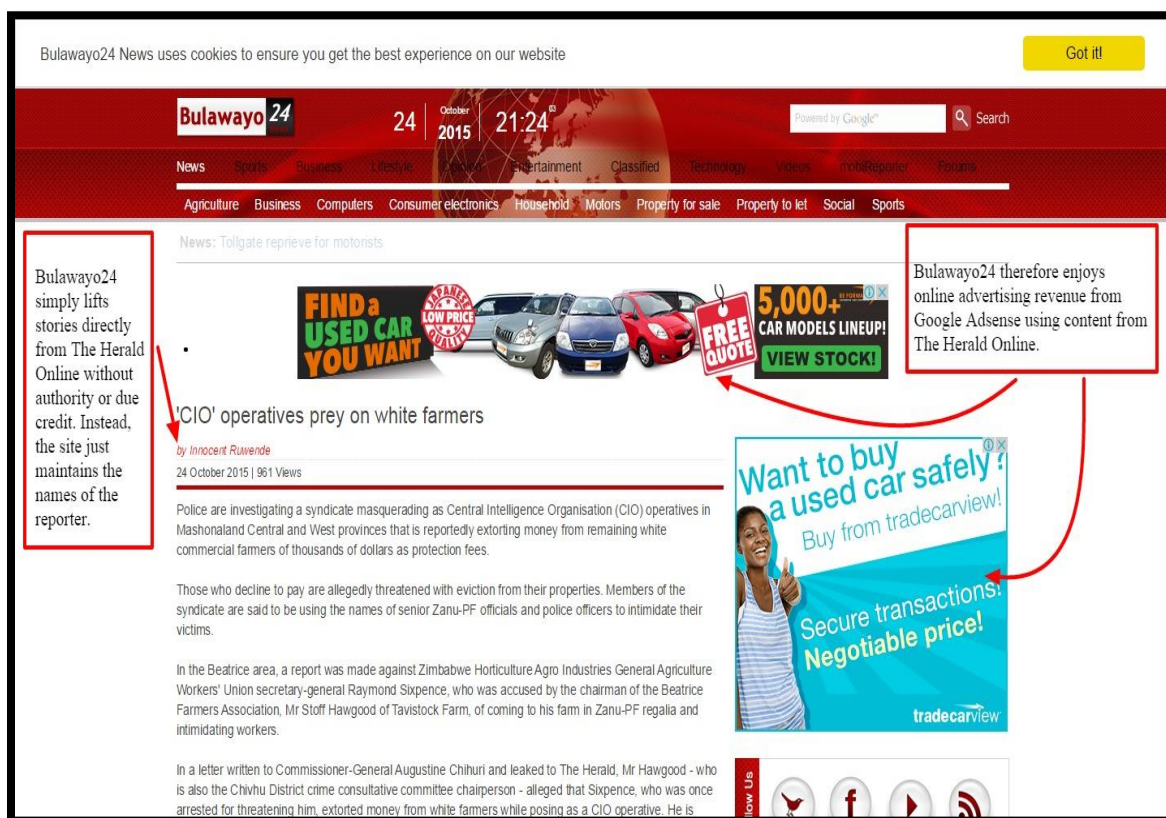 Bulawayo24 News uses cookies to ensure you get the best experience on our website
Got it!
Bulawayo 24
24
October
2015
21:24
03
Powered by Google™
Search
News Sports Business Lifestyle Opinion Entertainment Classified Technology Videos mobiReporter Forums
Agriculture Business Computers Consumer electronics Household Motors Property for sale Property to let Social Sports
News: Tollgate reprieve for motorists
Bulawayo24
simply lifts
stories directly
from The Herald
Online without
authority or due
credit. Instead,
the site just
maintains the
names of the
reporter.
Bulawayo24 therefore enjoys
online advertising revenue from
Google Adsense using content from
The Herald Online.
FIND a
USED CAR
YOU WANT
JAPANESE
LOW PRICE
QUALITY
FREE
QUOTE
5,000+
CAR MODELS LINEUP!
VIEW STOCK!
'CIO' operatives prey on white farmers
by Innocent Ruwende
24 October 2015 | 961 Views
Police are investigating a syndicate masquerading as Central Intelligence Organisation (CIO) operatives in
Mashonaland Central and West provinces that is reportedly extorting money from remaining white
commercial farmers of thousands of dollars as protection fees.
Those who decline to pay are allegedly threatened with eviction from their properties. Members of the
syndicate are said to be using the names of senior Zanu-PF officials and police officers to intimidate their
victims.
In the Beatrice area, a report was made against Zimbabwe Horticulture Agro Industries General Agriculture
Workers' Union secretary-general Raymond Sixpence, who was accused by the chairman of the Beatrice
Farmers Association, Mr Stoff Hawgood of Tavistock Farm, of coming to his farm in Zanu-PF regalia and
intimidating workers.
In a letter written to Commissioner-General Augustine Chihuri and leaked to The Herald, Mr Hawgood - who
is also the Chivhu District crime consultative committee chairperson - alleged that Sixpence, who was once
arrested for threatening him, extorted money from white farmers while posing as a CIO operative. He is
Want to buy
a used car safely?
Buy from tradecarview!
Secure transactions!
Negotiable price!
tradecarview
llow Us